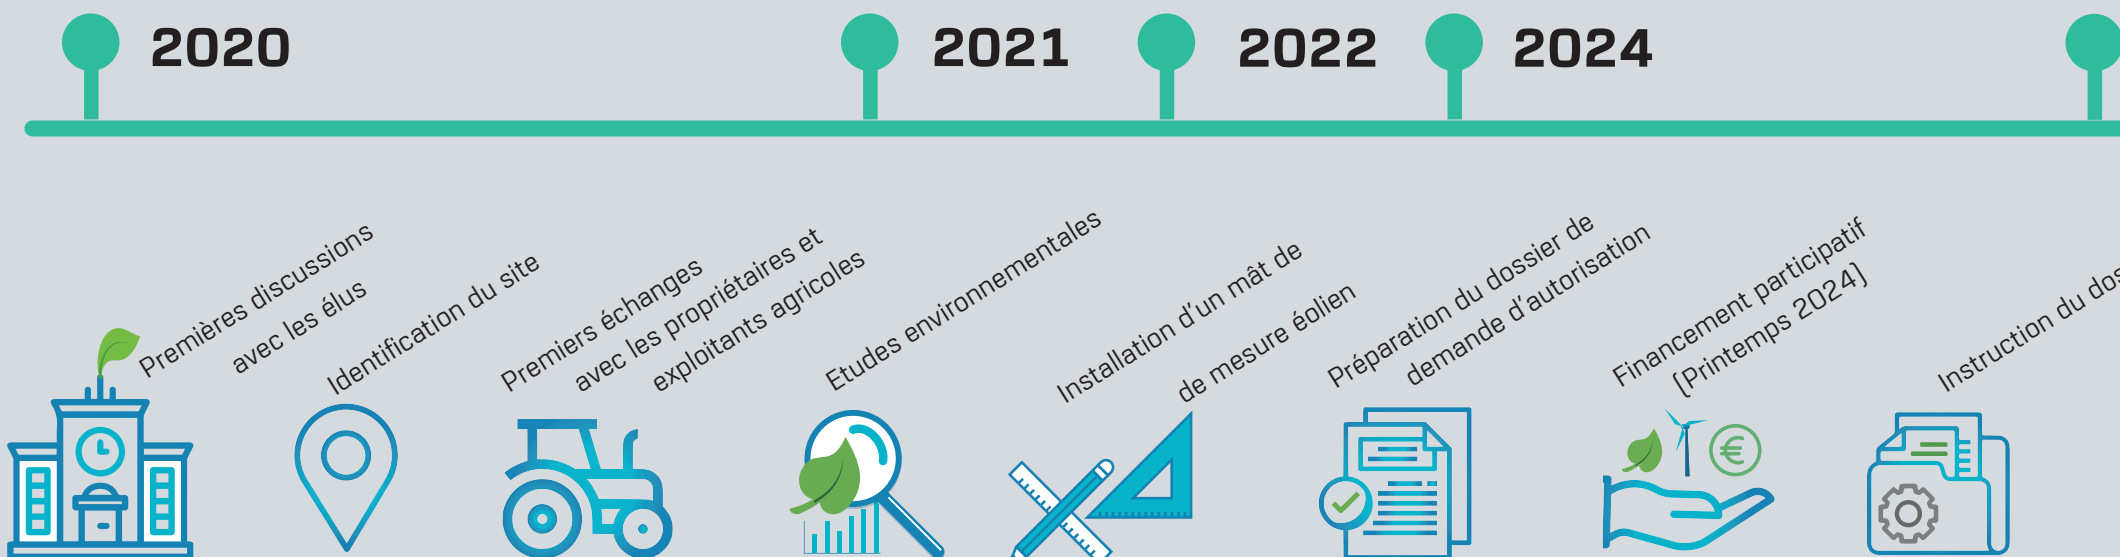 2020
2021
2022
2024
Premières discussions
avec les élus
Identification du site
Premiers échanges
avec les propriétaires et
exploitants agricoles
Etudes environnementales
Installation d'un mât de
de mesure éolien
Préparation du dossier de
demande d'autorisation
Financement participatif
(Printemps 2024)
Instruction du